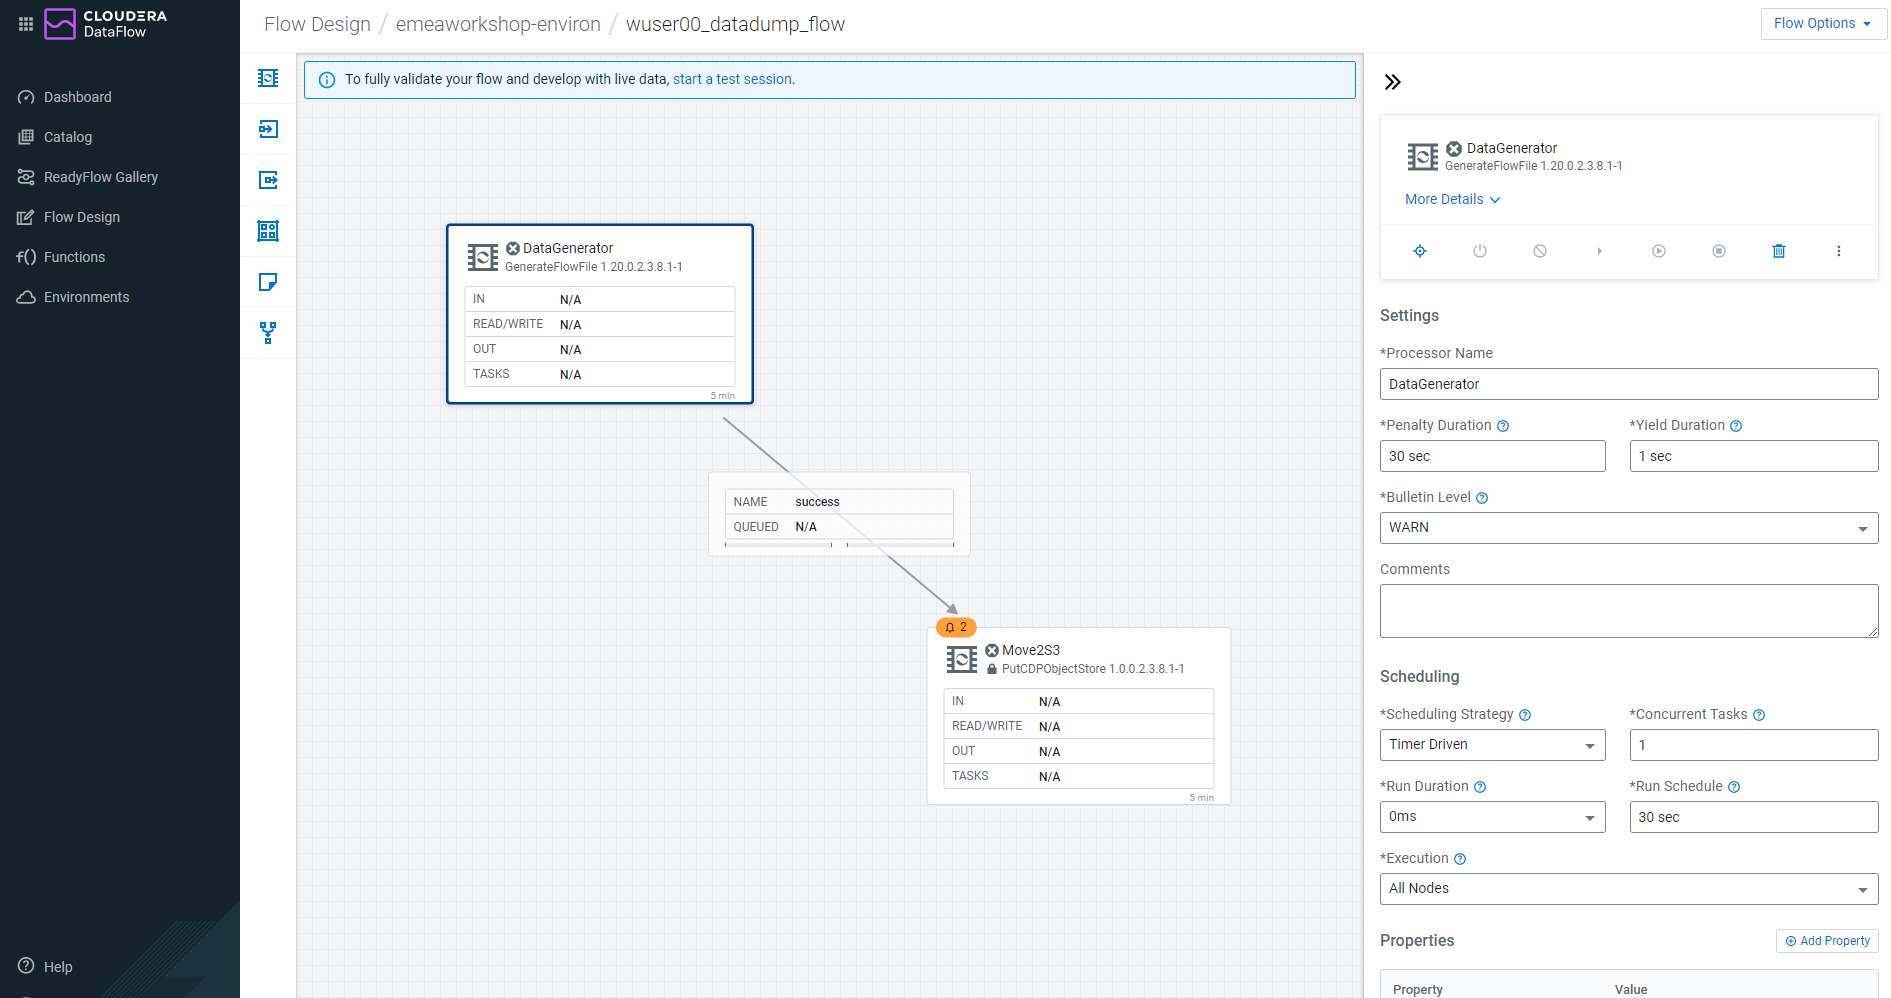 CLOUDERA
DataFlow
Dashboard
Catalog
ReadyFlow Gallery
Flow Design
f() Functions
Environments
Help
Flow Design / emeaworkshop-environ / wuser00_datadump_flow
Flow Options
To fully validate your flow and develop with live data, start a test session.
DataGenerator
GenerateFlowFile 1.20.0.2.3.8.1-1
IN N/A
READ/WRITE N/A
OUT N/A
TASKS N/A
5 min
NAME success
QUEUED N/A
2
Move2S3
PutCDPObjectStore 1.0.0.2.3.8.1-1
IN N/A
READ/WRITE N/A
OUT N/A
TASKS N/A
5 min
DataGenerator
GenerateFlowFile 1.20.0.2.3.8.1-1
More Details
Settings
*Processor Name
DataGenerator
*Penalty Duration
*Yield Duration
30 sec
1 sec
*Bulletin Level
WARN
Comments
Scheduling
*Scheduling Strategy
*Concurrent Tasks
Timer Driven
1
*Run Duration
*Run Schedule
0ms
30 sec
*Execution
All Nodes
Properties
Add Property
Property Value